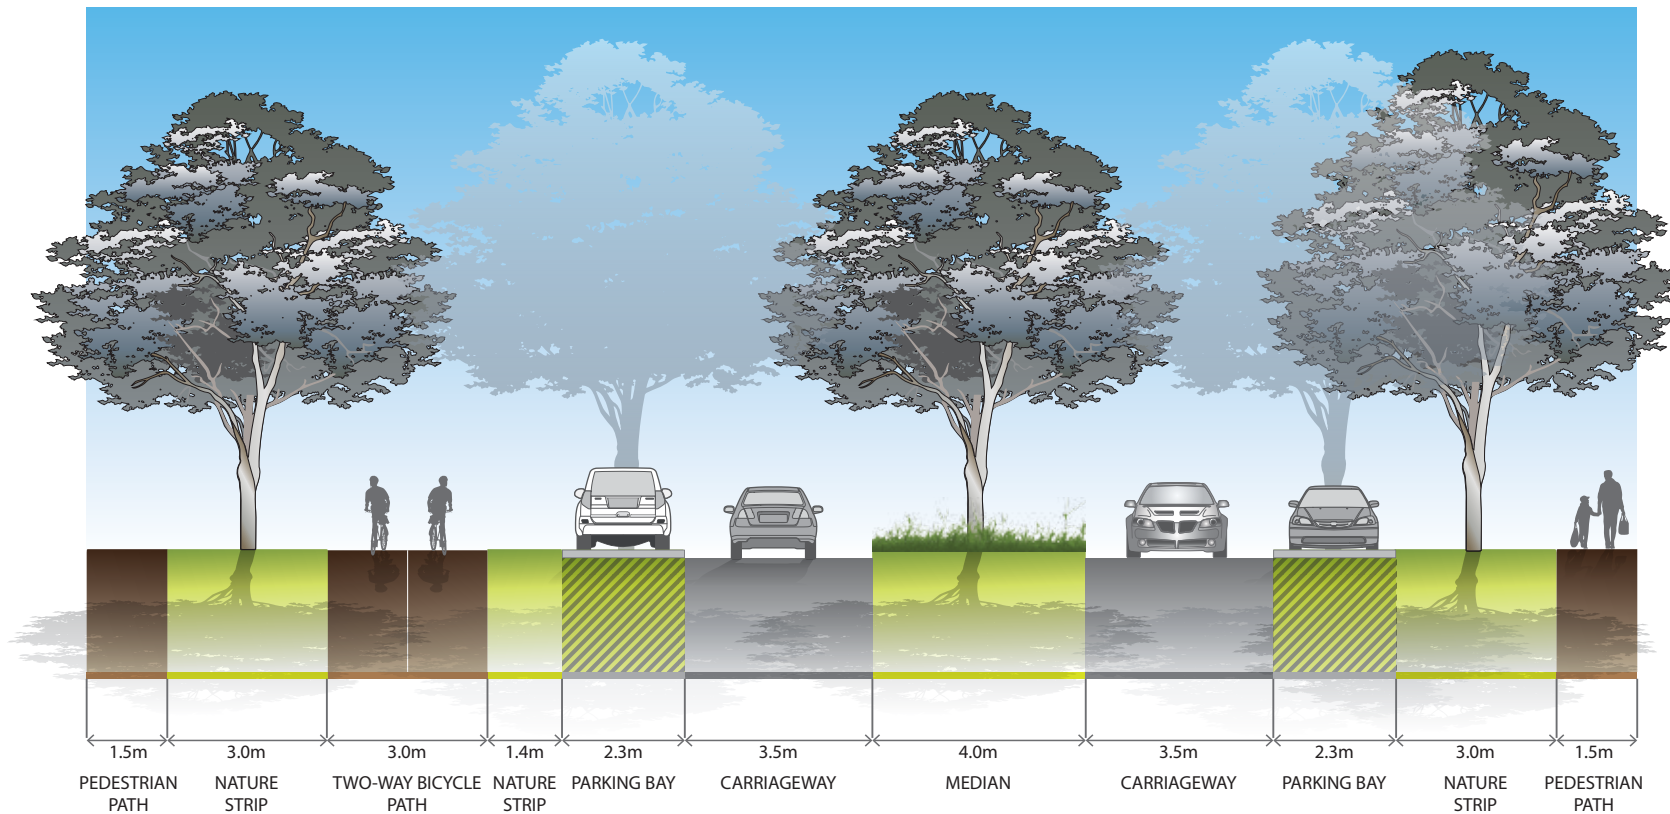 1.5m 3.0m 3.0m 1.4m 2.3m 3.5m 4.0m 3.5m 2.3m 3.0m 1.5m
PEDESTRIAN NATURE TWO-WAY BICYCLE NATURE PARKING BAY CARRIAGEWAY MEDIAN CARRIAGEWAY PARKING BAY NATURE PEDESTRIAN
PATH STRIP PATH STRIP STRIP PATH